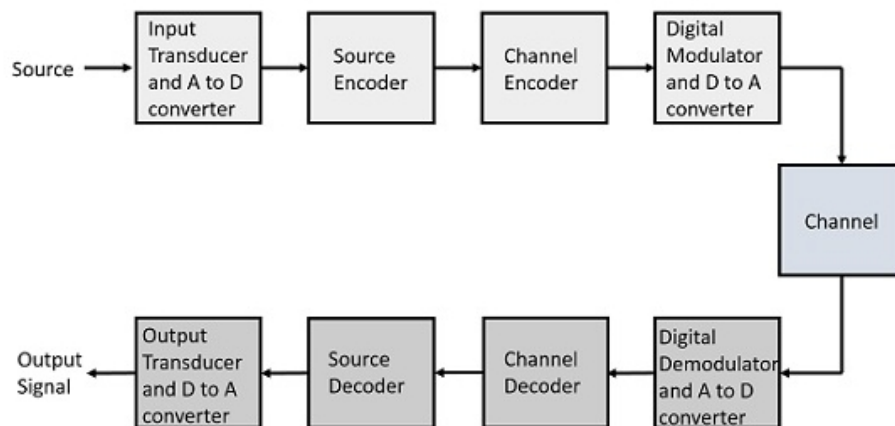 Source
Input
Transducer
and A to D
converter
Source
Encoder
Channel
Encoder
Digital
Modulator
and D to A
converter
Channel
Output
Signal
Output
Transducer
and D to A
converter
Source
Decoder
Channel
Decoder
Digital
Demodulator
and A to D
converter